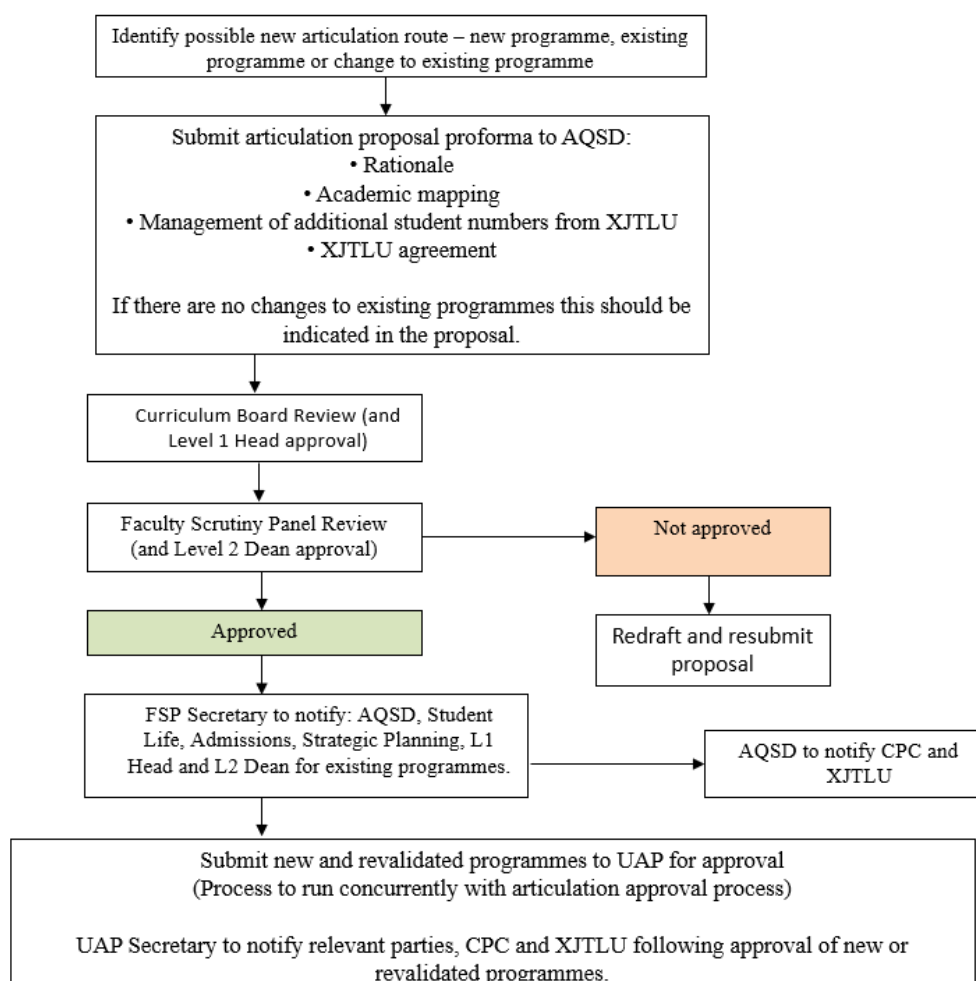 Identify possible new articulation route – new programme, existing
programme or change to existing programme
Submit articulation proposal proforma to AQSD:
• Rationale
• Academic mapping
• Management of additional student numbers from XJTLU
• XJTLU agreement
If there are no changes to existing programmes this should be
indicated in the proposal.
Curriculum Board Review (and
Level 1 Head approval)
Faculty Scrutiny Panel Review
(and Level 2 Dean approval)
Not approved
Approved
Redraft and resubmit
proposal
FSP Secretary to notify: AQSD, Student
Life, Admissions, Strategic Planning, L1
Head and L2 Dean for existing programmes.
AQSD to notify CPC and
XJTLU
Submit new and revalidated programmes to UAP for approval
(Process to run concurrently with articulation approval process)
UAP Secretary to notify relevant parties, CPC and XJTLU following approval of new or
revalidated programmes.